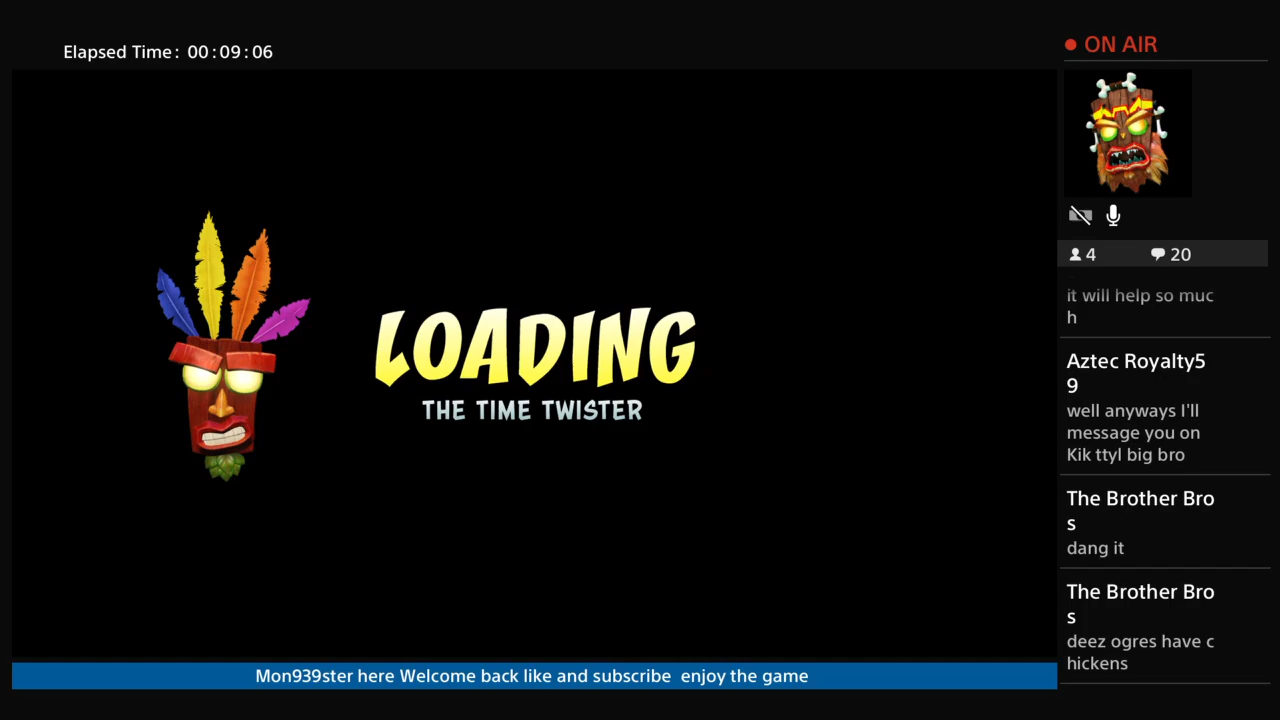 Elapsed Time: 00:09:06
ON AIR
4 20
it will help so muc
h
Aztec Royalty5
9
well anyways I'll
message you on
Kik ttyl big bro
The Brother Bro
s
dang it
The Brother Bro
s
deez ogres have c
hickens
LOADING
THE TIME TWISTER
Mon939ster here Welcome back like and subscribe  enjoy the game